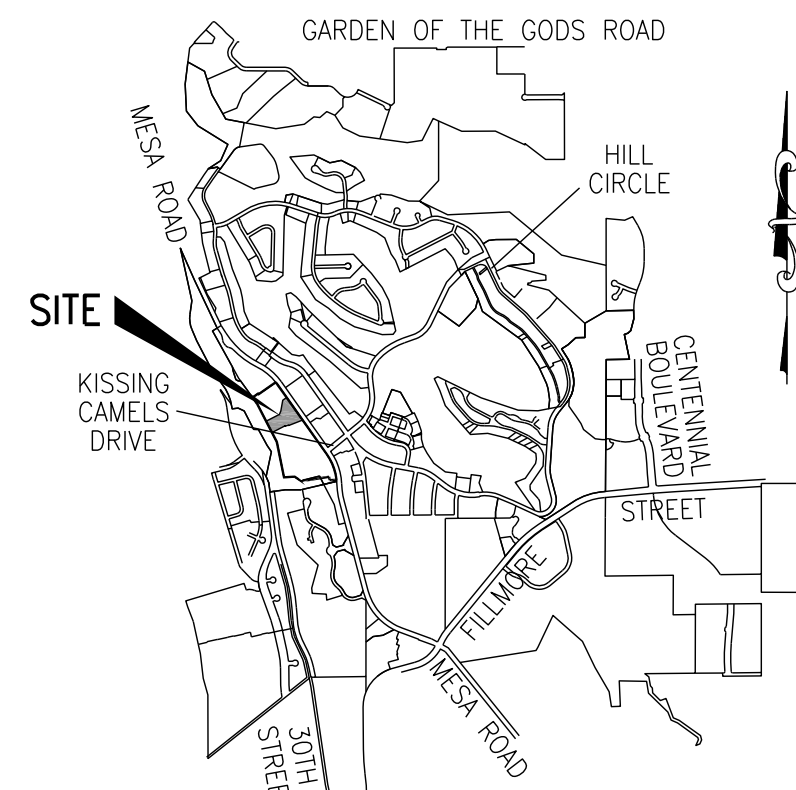 GARDEN OF THE GODS ROAD
MESA ROAD
HILL
CIRCLE
SITE
KISSING
CAMELS
DRIVE
CENTENNIAL
BOULEVARD
STREET
FILLMORE
MESA ROAD
30TH